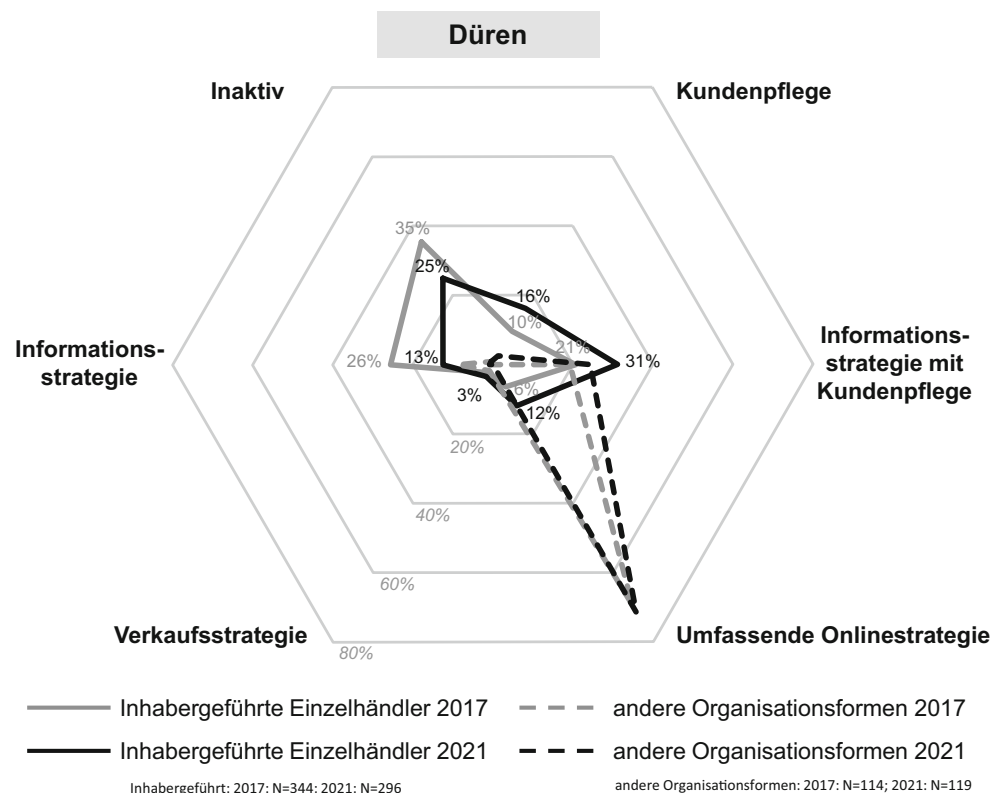 Düren
Inaktiv
Kundenpflege
35%
25%
16%
10%
21%
Informations-
strategie
26%
13%
31%
Informations-
strategie mit
Kundenpflege
3%
6%
12%
20%
40%
60%
Verkaufsstrategie
Umfassende Onlinestrategie
80%
Inhabergeführte Einzelhändler 2017
andere Organisationsformen 2017
Inhabergeführte Einzelhändler 2021
andere Organisationsformen 2021
Inhabergeführt: 2017: N=344; 2021: N=296
andere Organisationsformen: 2017: N=114; 2021: N=119